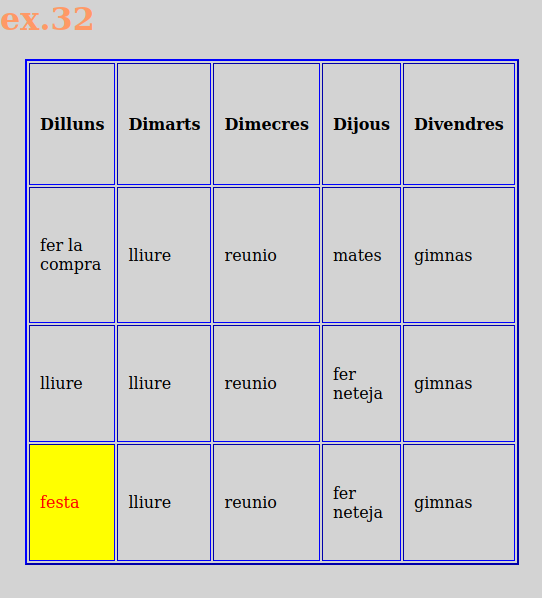 ex.32
Dilluns Dimarts Dimecres Dijous Divendres
fer la
compra lliure reunio mates gimnas
lliure lliure reunio fer
neteja gimnas
festa lliure reunio fer
neteja gimnas